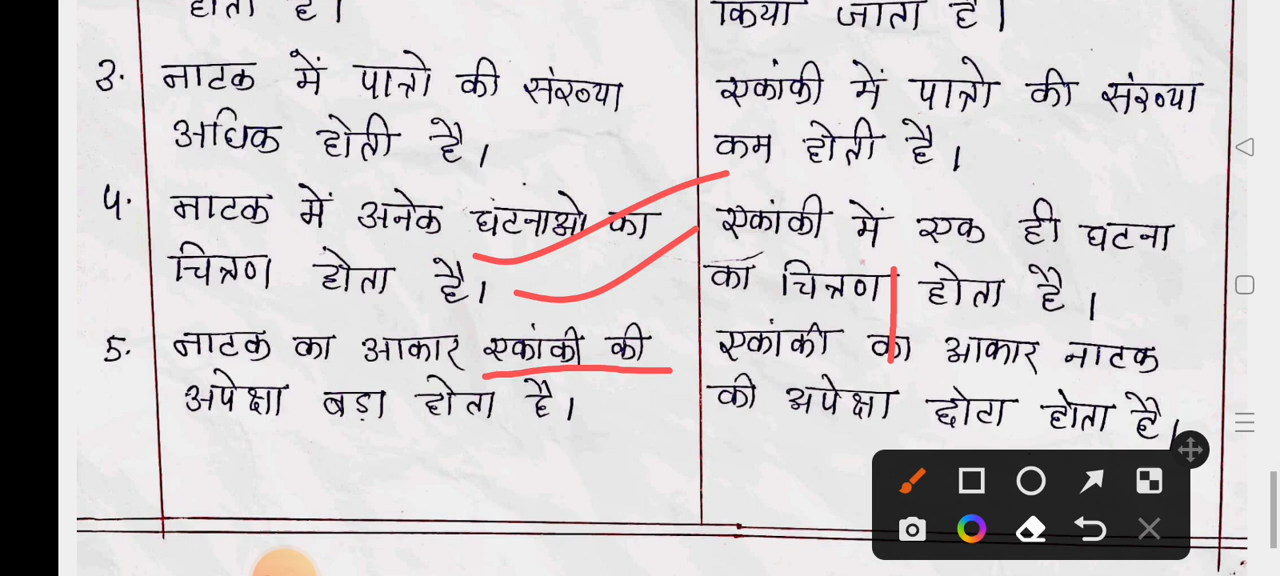 होता है।
किया जाता है।
3. नाटक में पात्रो की संख्या
अधिक होती है।
एकांकी में पात्रो की संख्या
कम होती है।
4. नाटक में अनेक घटनाओ का
चित्रण होता है।
एकांकी में एक ही घटना
का चित्रण होता है।
5. नाटक का आकार एकांकी की
अपेक्षा बड़ा होता है।
एकांकी का आकार नाटक
की अपेक्षा छोटा होता है।